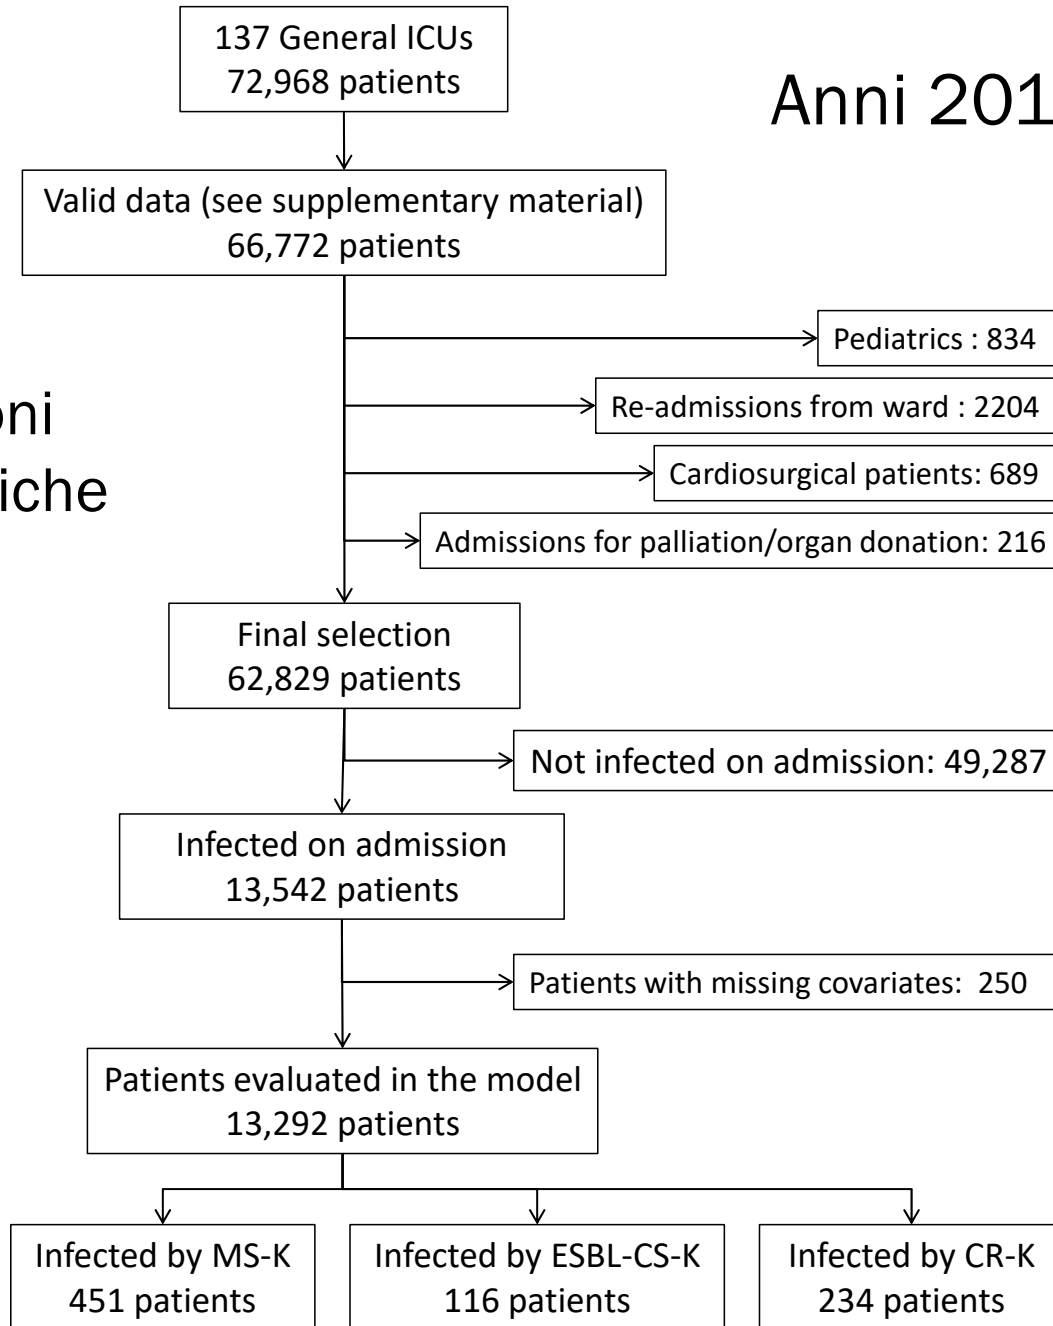 137 General ICUs
72,968 patients
Anni 201
Valid data (see supplementary material)
66,772 patients
Pediatrics : 834
Re-admissions from ward : 2204
oni
iche
Cardiosurgical patients: 689
Admissions for palliation/organ donation: 216
Final selection
62,829 patients
Not infected on admission: 49,287
Infected on admission
13,542 patients
Patients with missing covariates:  250
Patients evaluated in the model
13,292 patients
Infected by MS-K
451 patients
Infected by ESBL-CS-K
116 patients
Infected by CR-K
234 patients